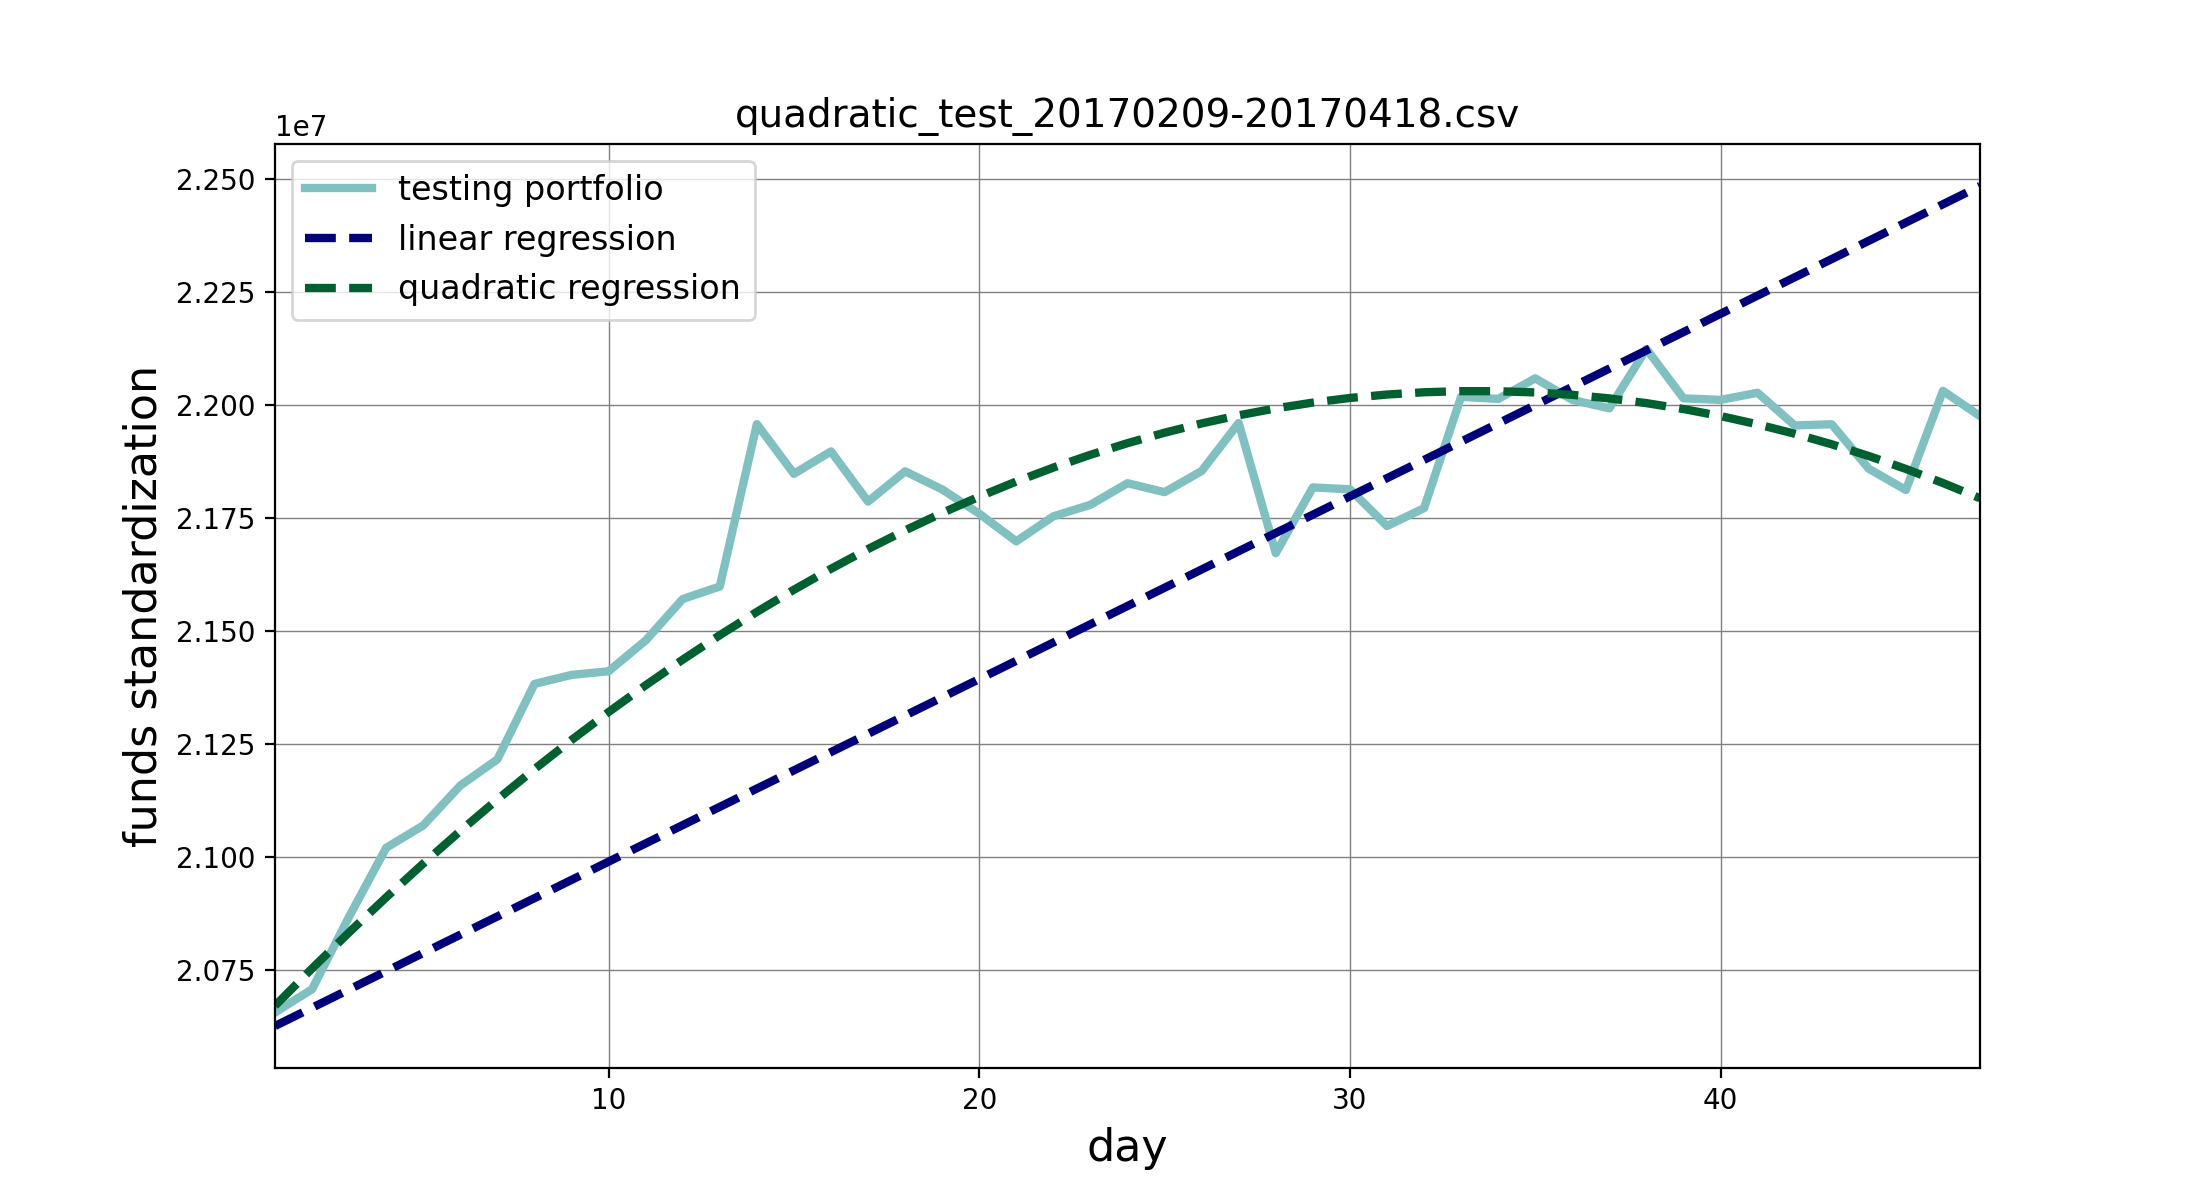 quadratic_test_20170209-20170418.csv
1e7
testing portfolio
linear regression
quadratic regression
2.250
2.225
2.200
2.175
2.150
2.125
2.100
2.075
funds standardization
10 20 30 40
day